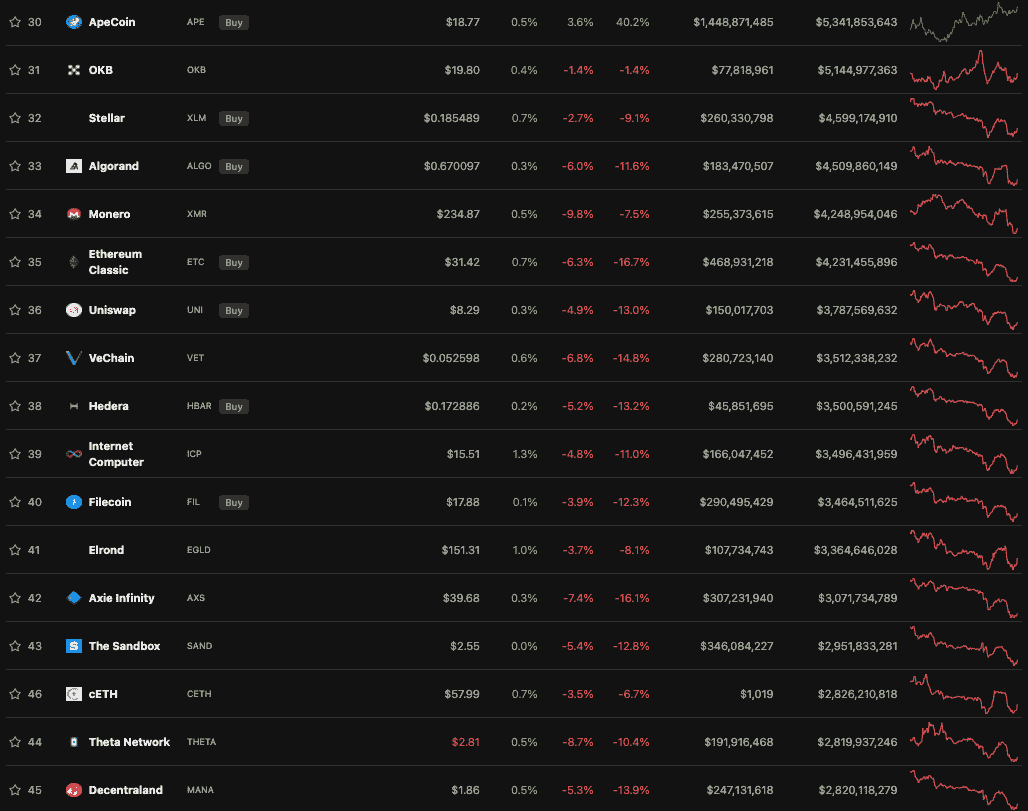 30 ApeCoin APE Buy $18.77 0.5% 3.6% 40.2% $1,448,871,485 $5,341,853,643
31 OKB OKB $19.80 0.4% -1.4% -1.4% $77,818,961 $5,144,977,363
32 Stellar XLM Buy $0.185489 0.7% -2.7% -9.1% $260,330,798 $4,599,174,910
33 Algorand ALGO Buy $0.670097 0.3% -6.0% -11.6% $183,470,507 $4,509,860,149
34 Monero XMR $234.87 0.5% -9.8% -7.5% $255,373,615 $4,248,954,046
35 Ethereum Classic ETC Buy $31.42 0.7% -6.3% -16.7% $468,931,218 $4,231,455,896
36 Uniswap UNI Buy $8.29 0.3% -4.9% -13.0% $150,017,703 $3,787,569,632
37 VeChain VET $0.052598 0.6% -6.8% -14.8% $280,723,140 $3,512,338,232
38 Hedera HBAR Buy $0.172886 0.2% -5.2% -13.2% $45,851,695 $3,500,591,245
39 Internet Computer ICP $15.51 1.3% -4.8% -11.0% $166,047,452 $3,496,431,959
40 Filecoin FIL Buy $17.88 0.1% -3.9% -12.3% $290,495,429 $3,464,511,625
41 Elrond EGLD $151.31 1.0% -3.7% -8.1% $107,734,743 $3,364,646,028
42 Axie Infinity AXS $39.68 0.3% -7.4% -16.1% $307,231,940 $3,071,734,789
43 The Sandbox SAND $2.55 0.0% -5.4% -12.8% $346,084,227 $2,951,833,281
46 cETH CETH $57.99 0.7% -3.5% -6.7% $1,019 $2,826,210,818
44 Theta Network THETA $2.81 0.5% -8.7% -10.4% $191,916,468 $2,819,937,246
45 Decentraland MANA $1.86 0.5% -5.3% -13.9% $247,131,618 $2,820,118,279